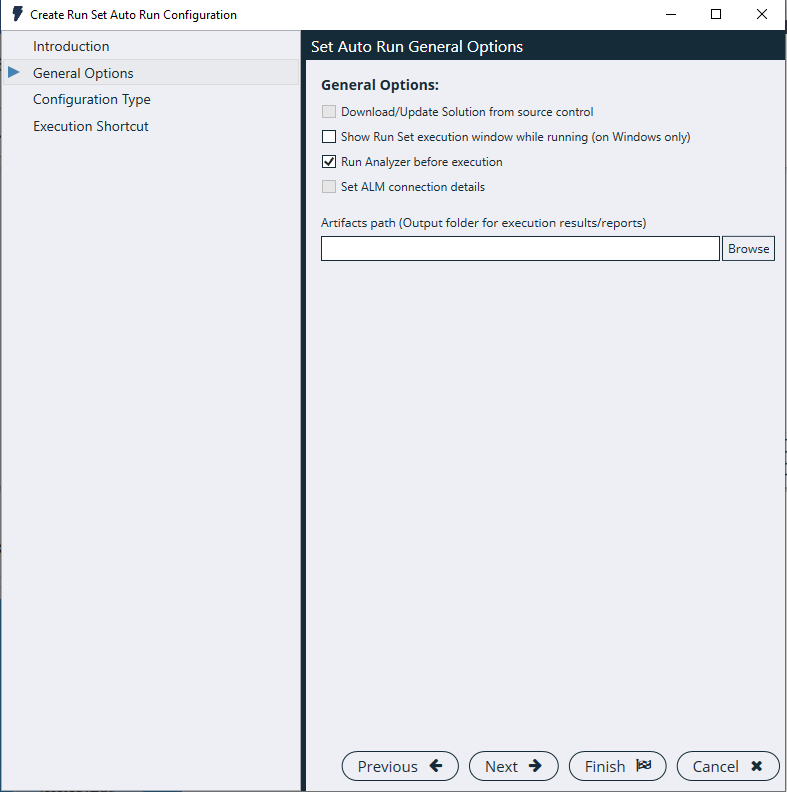 Create Run Set Auto Run Configuration
Introduction
General Options
Configuration Type
Execution Shortcut
Set Auto Run General Options
General Options:
Download/Update Solution from source control
Show Run Set execution window while running (on Windows only)
Run Analyzer before execution
Set ALM connection details
Artifacts path (Output folder for execution results/reports)
Browse
Previous
Next
Finish
Cancel